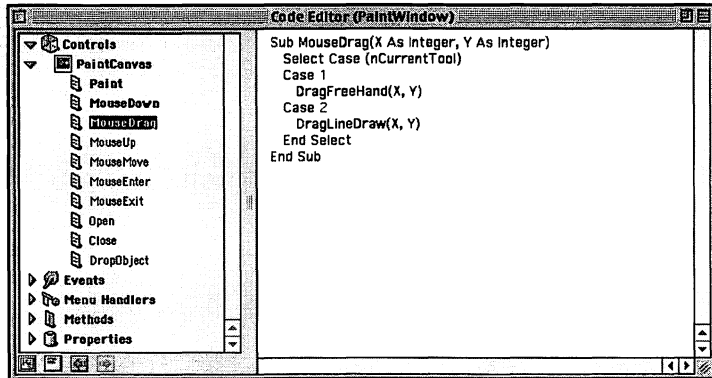 Code Editor (PaintWindow)
Controls
PaintCanvas
Paint
MouseDown
MouseDrag
MouseUp
MouseMove
MouseEnter
MouseExit
Open
Close
DropObject
Events
Menu Handlers
Methods
Properties
Sub MouseDrag(X As Integer, Y As Integer)
Select Case (nCurrentTool)
Case 1
DragFreeHand(X, Y)
Case 2
DragLineDraw(X, Y)
End Select
End Sub